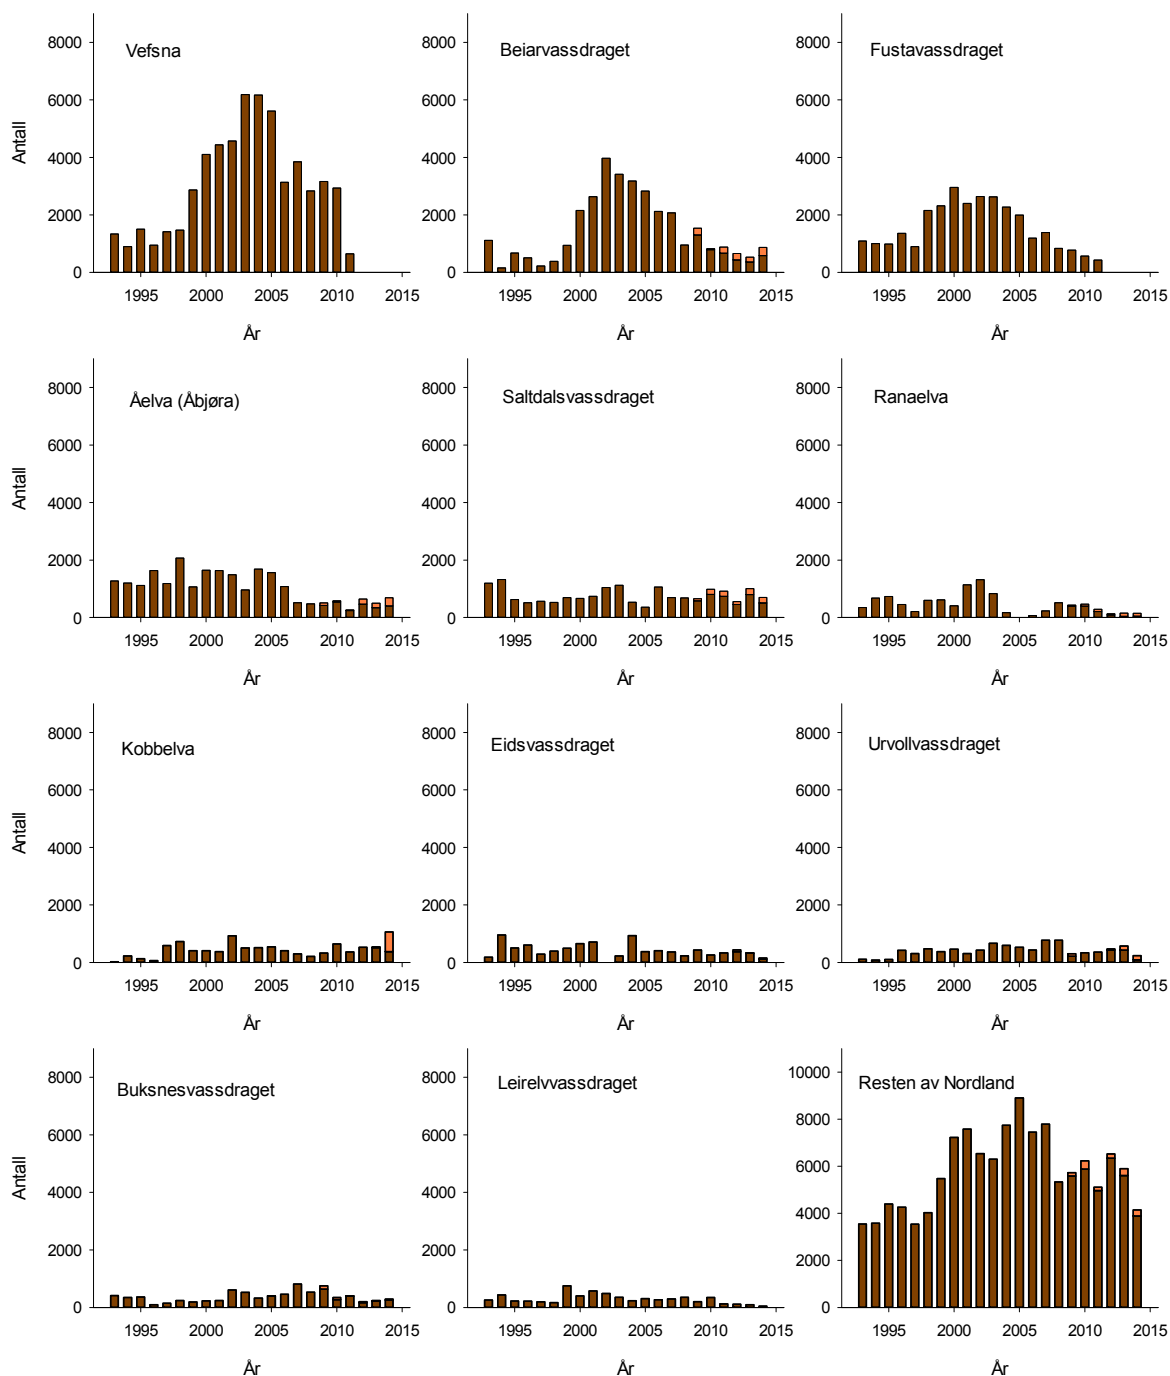 Vefsna
Antall
8000
6000
4000
2000
0
1995 2000 2005 2010 2015
År
Beiarvassdraget
8000
6000
4000
2000
0
1995 2000 2005 2010 2015
År
Fustavassdraget
8000
6000
4000
2000
0
1995 2000 2005 2010 2015
År
Åelva (Åbjøra)
Antall
8000
6000
4000
2000
0
1995 2000 2005 2010 2015
År
Saltdalsvassdraget
8000
6000
4000
2000
0
1995 2000 2005 2010 2015
År
Ranaelva
8000
6000
4000
2000
0
1995 2000 2005 2010 2015
År
Kobbelva
Antall
8000
6000
4000
2000
0
1995 2000 2005 2010 2015
År
Eidsvassdraget
8000
6000
4000
2000
0
1995 2000 2005 2010 2015
År
Urvollvassdraget
8000
6000
4000
2000
0
1995 2000 2005 2010 2015
År
Buksnesvassdraget
Antall
8000
6000
4000
2000
0
1995 2000 2005 2010 2015
År
Leirelvvassdraget
8000
6000
4000
2000
0
1995 2000 2005 2010 2015
År
Resten av Nordland
10000
8000
6000
4000
2000
0
1995 2000 2005 2010 2015
År